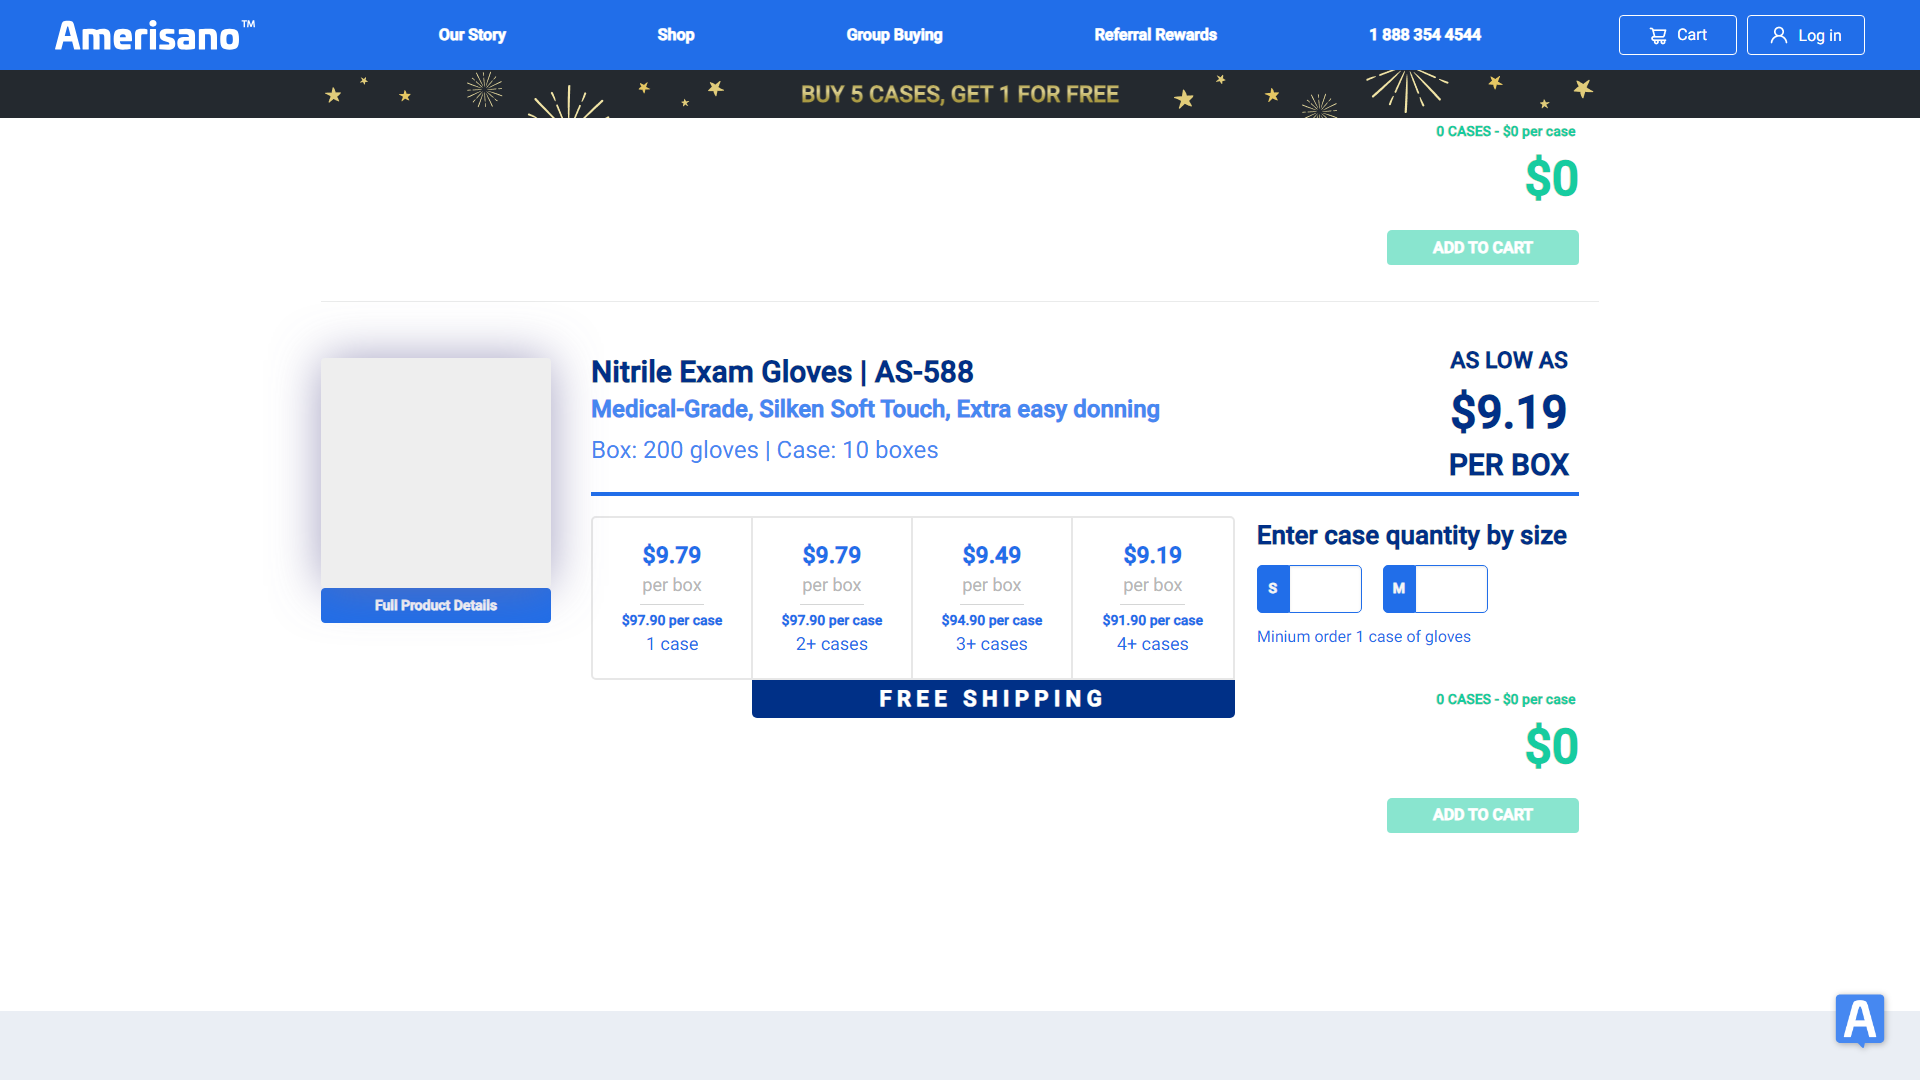 Amerisano™
Our Story
Shop
Group Buying
Referral Rewards
1 888 354 4544
Cart
Log in
BUY 5 CASES, GET 1 FOR FREE
0 CASES - $0 per case
$0
ADD TO CART
Nitrile Exam Gloves | AS-588
Medical-Grade, Silken Soft Touch, Extra easy donning
Box: 200 gloves | Case: 10 boxes
AS LOW AS
$9.19
PER BOX
Full Product Details
$9.79
per box
$97.90 per case
1 case
$9.79
per box
$97.90 per case
2+ cases
$9.49
per box
$94.90 per case
3+ cases
$9.19
per box
$91.90 per case
4+ cases
FREE SHIPPING
Enter case quantity by size
S
M
Minium order 1 case of gloves
0 CASES - $0 per case
$0
ADD TO CART
A